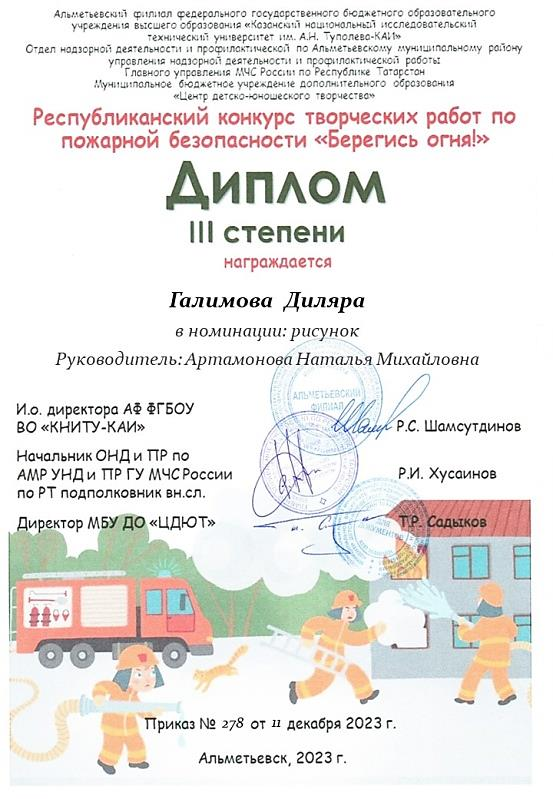 Альметьевский филиал федерального государственного бюджетного образовательного
учреждения высшего образования «Казанский национальный исследовательский
технический университет им. А.Н. Туполева-КАИ»
Отдел надзорной деятельности и профилактической по Альметьевскому муниципальному району
управления надзорной деятельности и профилактической работы
Главного управления МЧС России по Республике Татарстан
Муниципальное бюджетное учреждение дополнительного образования
«Центр детско-юношеского творчества»
Республиканский конкурс творческих работ по
пожарной безопасности «Берегись огня!»
Диплом
III степени
награждается
Галимова Диляра
в номинации: рисунок
Руководитель: Артамонова Наталья Михайловна
АЛЬМЕТЬЕВСКИЙ
ФИЛИАЛ
И.о. директора АФ ФГБОУ
ВО «КНИТУ-КАИ»
Р.С. Шамсутдинов
Начальник ОНД и ПР по
АМР УНД и ПР ГУ МЧС России
по РТ подполковник вн.сл.
Р.И. Хусаинов
Директор МБУ ДО «ЦДЮТ»
Т.Р. Садыков
ДЛЯ
ДОКУМЕНТОВ
Приказ № 278 от 11 декабря 2023 г.
Альметьевск, 2023 г.